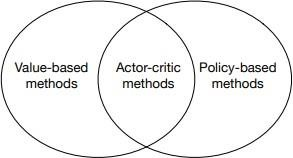 Value-based
methods
Actor-critic
methods
Policy-based
methods